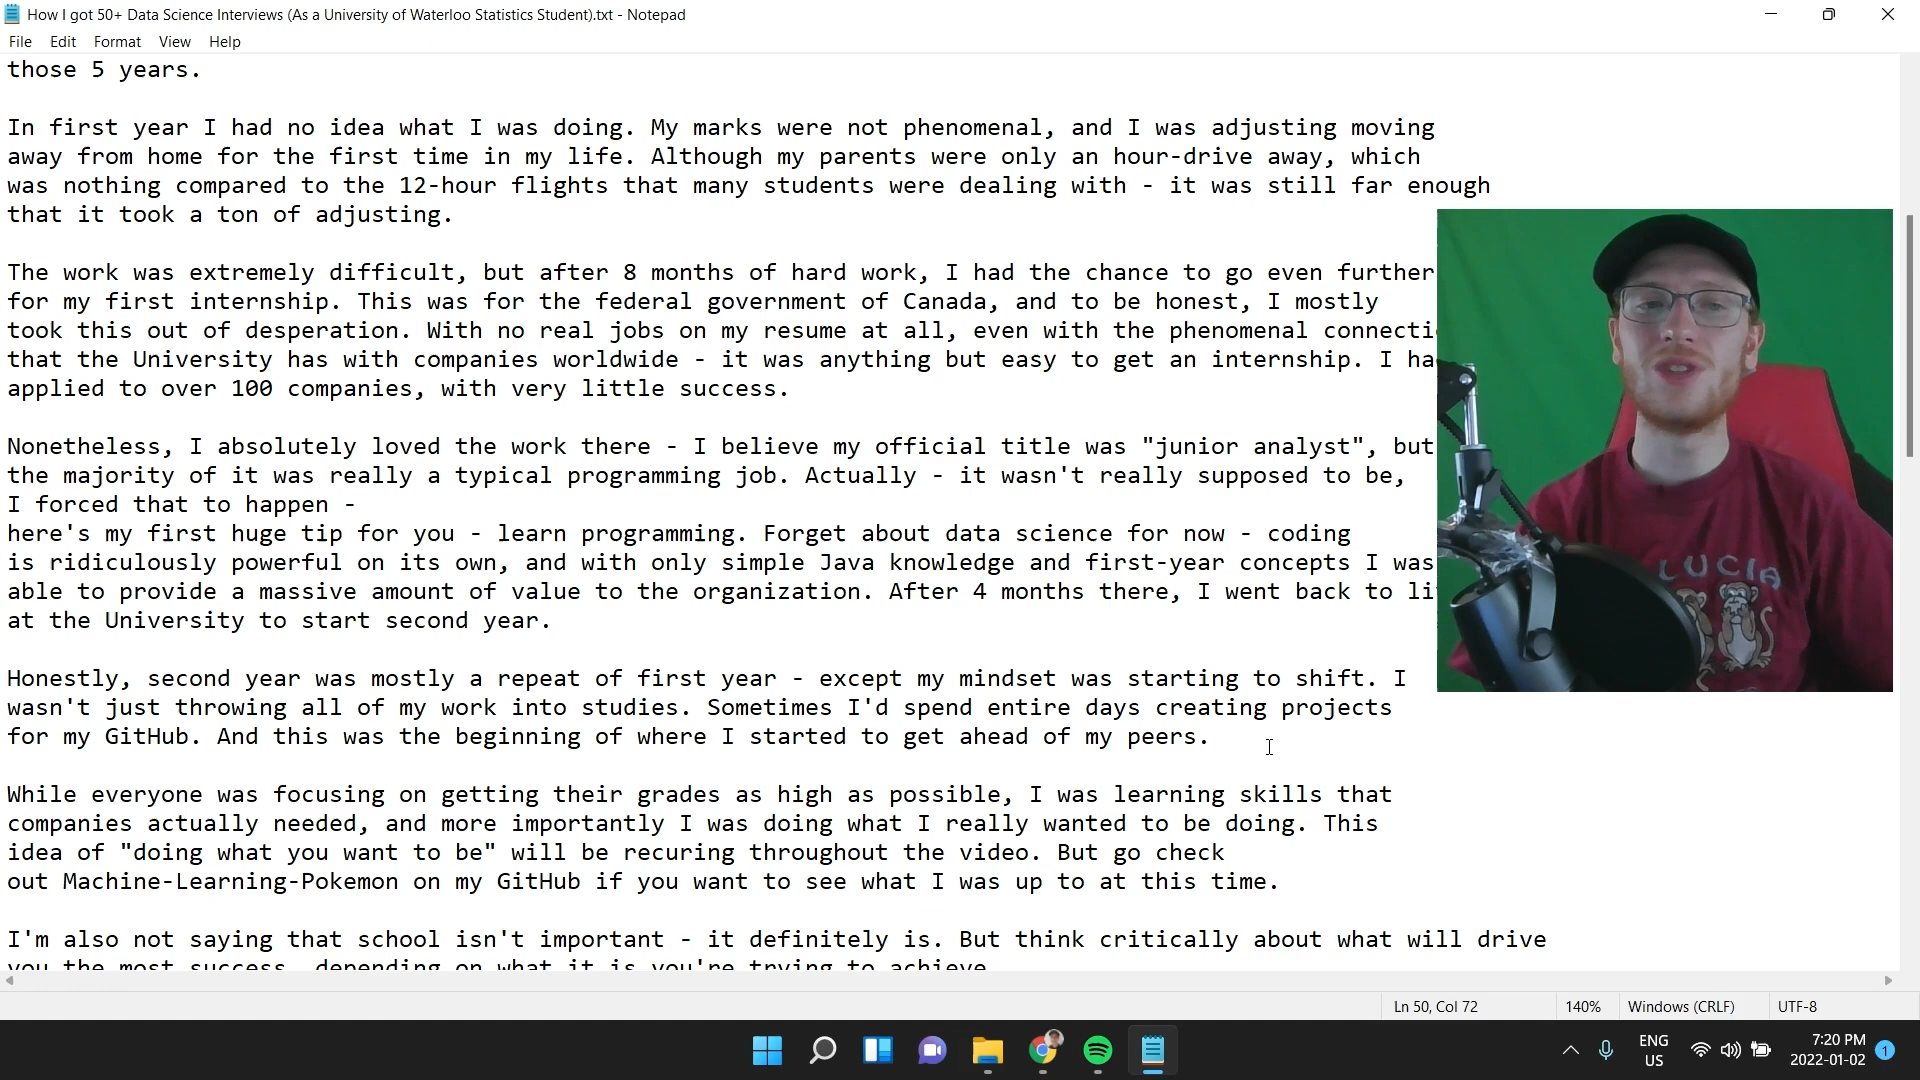 How I got 50+ Data Science Interviews (As a University of Waterloo Statistics Student).txt - Notepad
File Edit Format View Help
those 5 years.
In first year I had no idea what I was doing. My marks were not phenomenal, and I was adjusting moving
away from home for the first time in my life. Although my parents were only an hour-drive away, which
was nothing compared to the 12-hour flights that many students were dealing with - it was still far enough
that it took a ton of adjusting.
The work was extremely difficult, but after 8 months of hard work, I had the chance to go even further
for my first internship. This was for the federal government of Canada, and to be honest, I mostly
took this out of desperation. With no real jobs on my resume at all, even with the phenomenal connecti
that the University has with companies worldwide - it was anything but easy to get an internship. I ha
applied to over 100 companies, with very little success.
Nonetheless, I absolutely loved the work there - I believe my official title was "junior analyst", but
the majority of it was really a typical programming job. Actually - it wasn't really supposed to be,
I forced that to happen -
here's my first huge tip for you - learn programming. Forget about data science for now - coding
is ridiculously powerful on its own, and with only simple Java knowledge and first-year concepts I was
able to provide a massive amount of value to the organization. After 4 months there, I went back to li
at the University to start second year.
Honestly, second year was mostly a repeat of first year - except my mindset was starting to shift. I
wasn't just throwing all of my work into studies. Sometimes I'd spend entire days creating projects
for my GitHub. And this was the beginning of where I started to get ahead of my peers.
While everyone was focusing on getting their grades as high as possible, I was learning skills that
companies actually needed, and more importantly I was doing what I really wanted to be doing. This
idea of "doing what you want to be" will be recuring throughout the video. But go check
out Machine-Learning-Pokemon on my GitHub if you want to see what I was up to at this time.
I'm also not saying that school isn't important - it definitely is. But think critically about what will drive
you the most success, depending on what it is you're trying to achieve
LUCIA
Ln 50, Col 72
140%
Windows (CRLF)
UTF-8
ENG
US
7:20 PM
2022-01-02
1